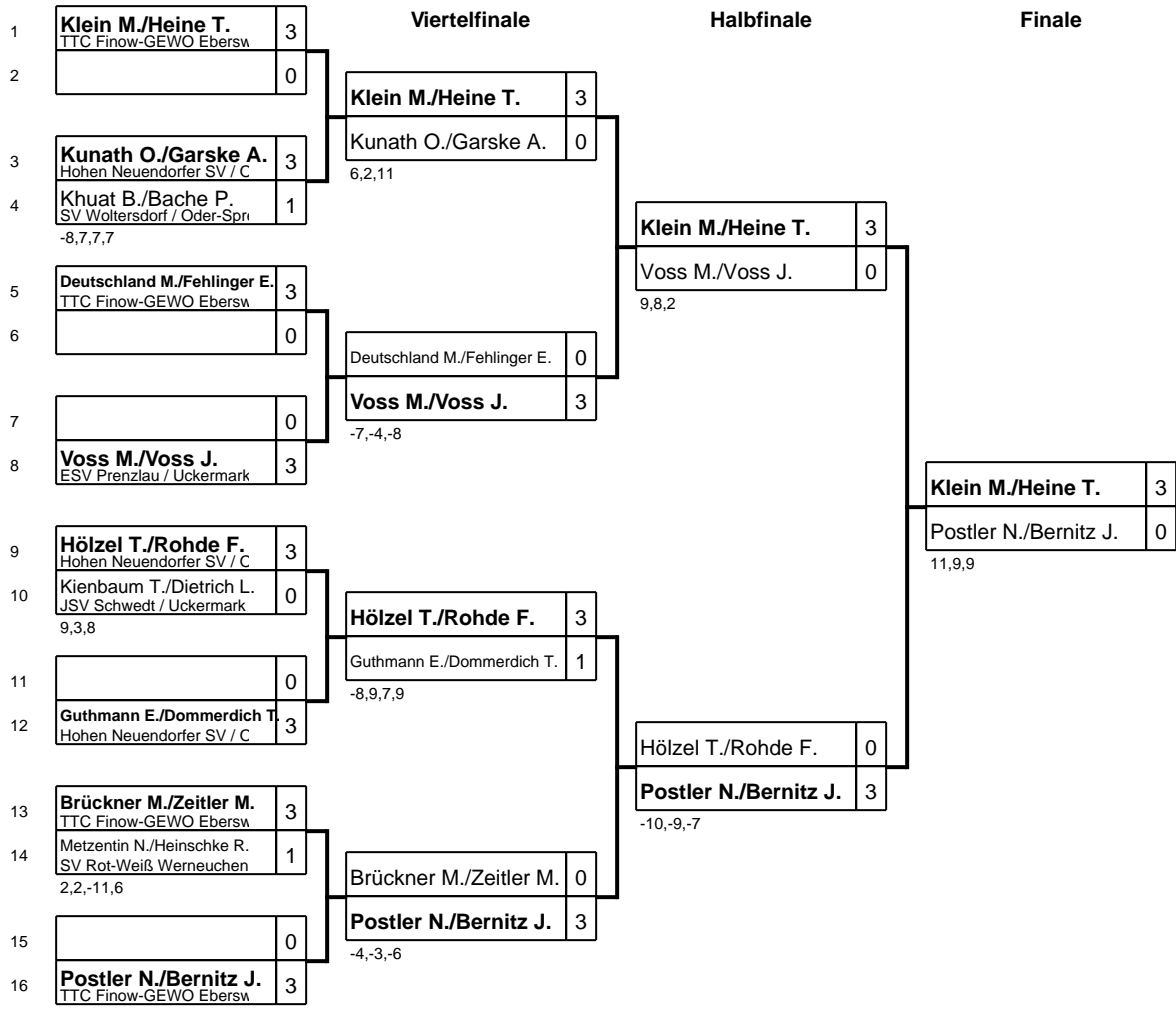 Viertelfinale
Halbfinale
Finale
1
Klein M./Heine T.
TTC Finow-GEWO Ebersw
3
2
0
3
Kunath O./Garske A.
Hohen Neuendorfer SV / C
3
4
Khuat B./Bache P.
SV Woltersdorf / Oder-Spre
1
-8,7,7,7
5
Deutschland M./Fehlinger E.
TTC Finow-GEWO Ebersw
3
6
0
7
0
8
Voss M./Voss J.
ESV Prenzlau / Uckermark
3
9
Hölzel T./Rohde F.
Hohen Neuendorfer SV / C
3
10
Kienbaum T./Dietrich L.
JSV Schwedt / Uckermark
0
9,3,8
11
0
12
Guthmann E./Dommerdich T.
Hohen Neuendorfer SV / C
3
13
Brückner M./Zeitler M.
TTC Finow-GEWO Ebersw
3
14
Metzentin N./Heinschke R.
SV Rot-Weiß Werneuchen
1
2,2,-11,6
15
0
16
Postler N./Bernitz J.
TTC Finow-GEWO Ebersw
3
Klein M./Heine T.
3
Kunath O./Garske A.
0
6,2,11
Deutschland M./Fehlinger E.
0
Voss M./Voss J.
3
-7,-4,-8
Hölzel T./Rohde F.
3
Guthmann E./Dommerdich T.
1
-8,9,7,9
Brückner M./Zeitler M.
0
Postler N./Bernitz J.
3
-4,-3,-6
Klein M./Heine T.
3
Voss M./Voss J.
0
9,8,2
Hölzel T./Rohde F.
0
Postler N./Bernitz J.
3
-10,-9,-7
Klein M./Heine T.
3
Postler N./Bernitz J.
0
11,9,9